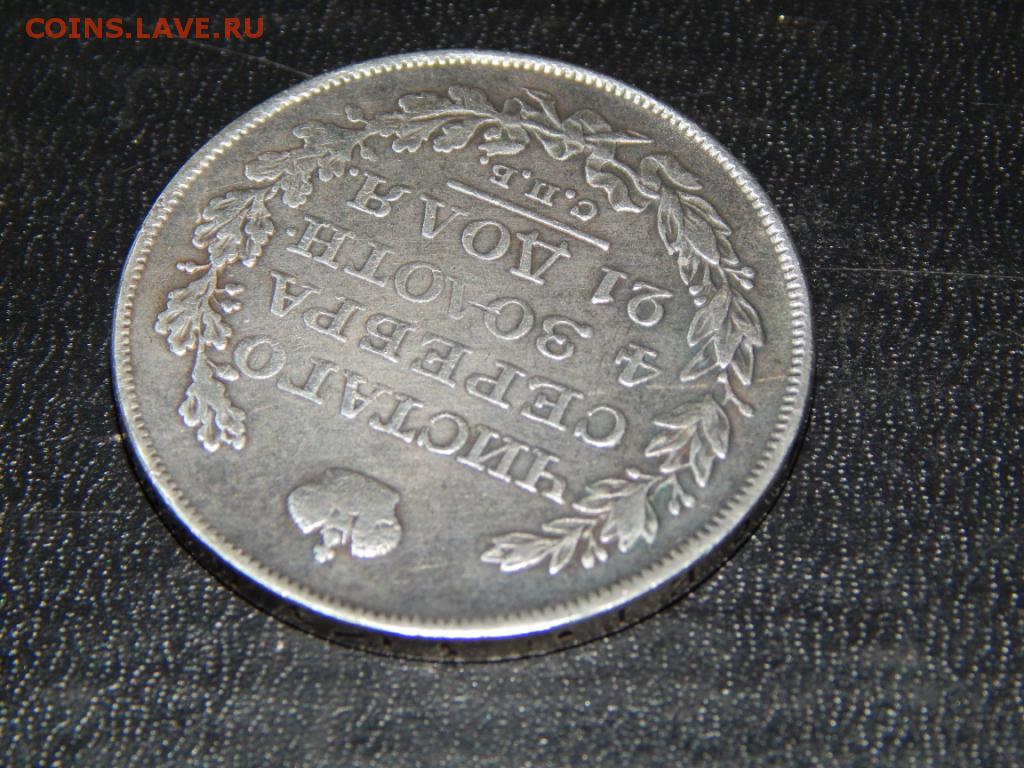 COINS.LAVE.RU
ЧИСТАГО
СЕРЕБРА
4 ЗОЛОТН.
21 ДОЛЯ.
С.П.Б.